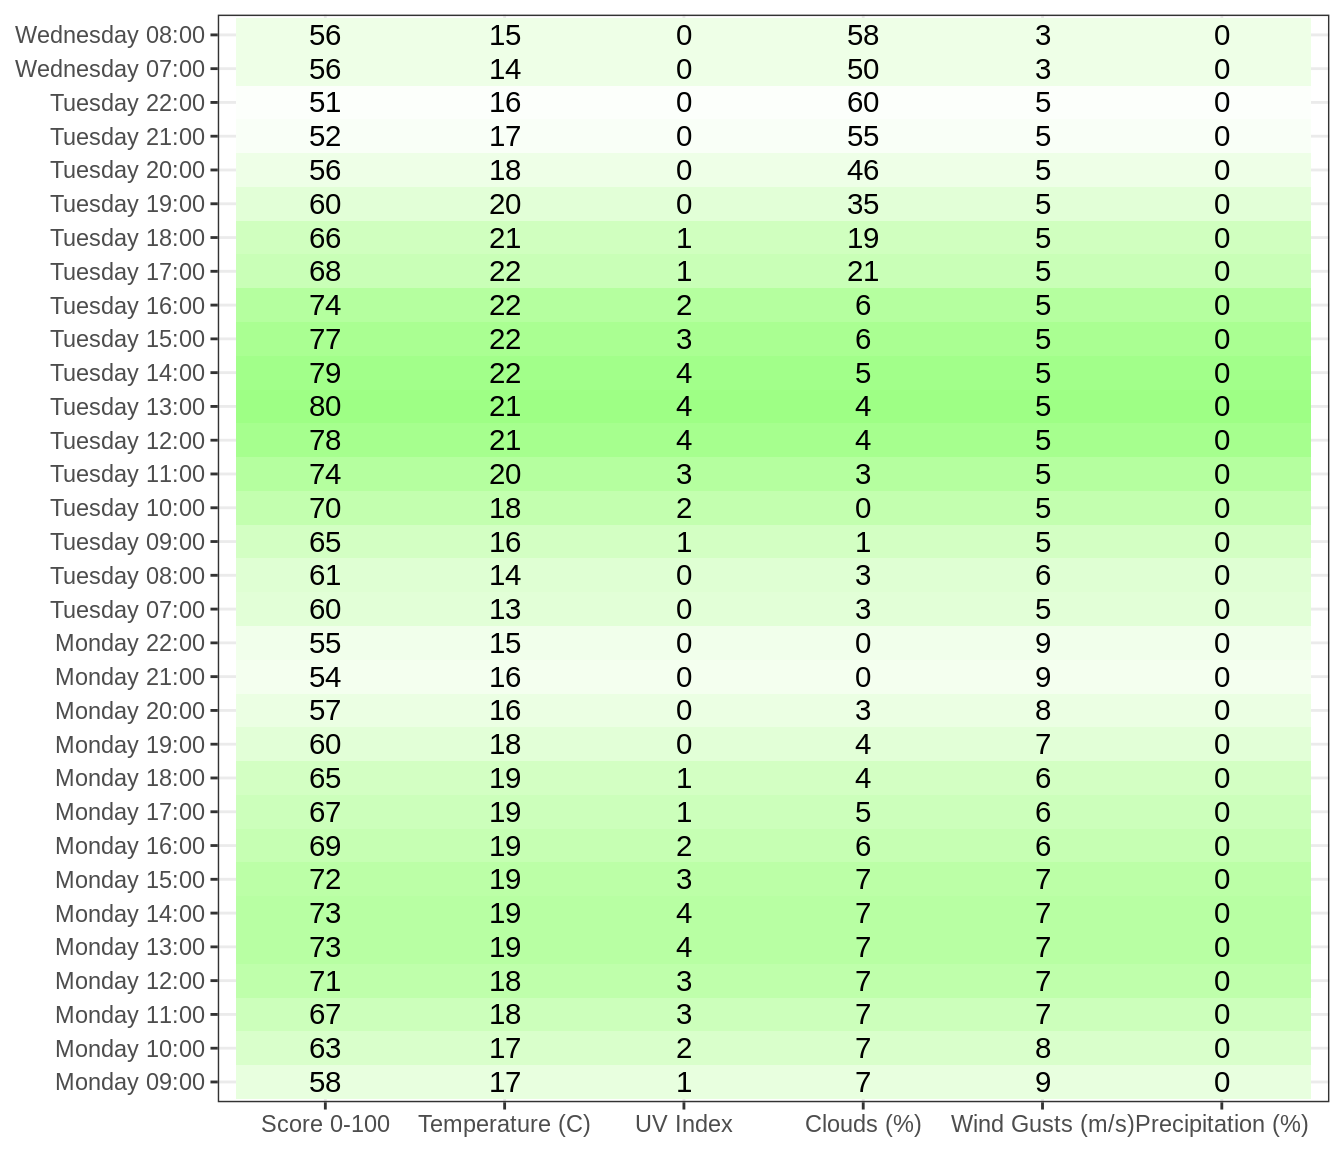 Wednesday 08:00 56 15 0 58 3 0
Wednesday 07:00 56 14 0 50 3 0
Tuesday 22:00 51 16 0 60 5 0
Tuesday 21:00 52 17 0 55 5 0
Tuesday 20:00 56 18 0 46 5 0
Tuesday 19:00 60 20 0 35 5 0
Tuesday 18:00 66 21 1 19 5 0
Tuesday 17:00 68 22 1 21 5 0
Tuesday 16:00 74 22 2 6 5 0
Tuesday 15:00 77 22 3 6 5 0
Tuesday 14:00 79 22 4 5 5 0
Tuesday 13:00 80 21 4 4 5 0
Tuesday 12:00 78 21 4 4 5 0
Tuesday 11:00 74 20 3 3 5 0
Tuesday 10:00 70 18 2 0 5 0
Tuesday 09:00 65 16 1 1 5 0
Tuesday 08:00 61 14 0 3 6 0
Tuesday 07:00 60 13 0 3 5 0
Monday 22:00 55 15 0 0 9 0
Monday 21:00 54 16 0 0 9 0
Monday 20:00 57 16 0 3 8 0
Monday 19:00 60 18 0 4 7 0
Monday 18:00 65 19 1 4 6 0
Monday 17:00 67 19 1 5 6 0
Monday 16:00 69 19 2 6 6 0
Monday 15:00 72 19 3 7 7 0
Monday 14:00 73 19 4 7 7 0
Monday 13:00 73 19 4 7 7 0
Monday 12:00 71 18 3 7 7 0
Monday 11:00 67 18 3 7 7 0
Monday 10:00 63 17 2 7 8 0
Monday 09:00 58 17 1 7 9 0
Score 0-100 Temperature (C) UV Index Clouds (%) Wind Gusts (m/s) Precipitation (%)